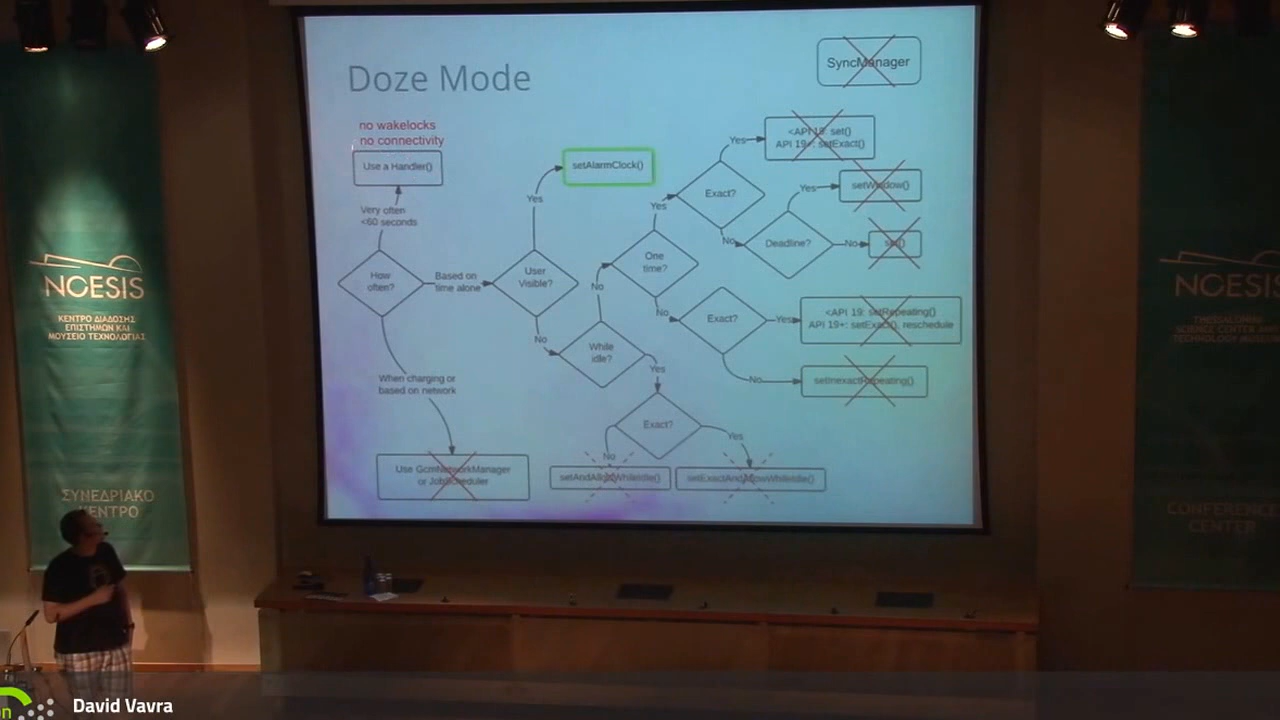 SyncManager
Doze Mode
no wakelocks
no connectivity
Use a Handler()
setAlarmClock()
<API 19: set()
API 19+: setExact()
Yes
setWindow()
Yes
Exact?
Yes
Very often
<60 seconds
Yes
No
Deadline?
No
set()
How
often?
Based on
time alone
User
Visible?
One
time?
No
No
Exact?
Yes
<API 19: setRepeating()
API 19+: setExact(), reschedule
No
While
idle?
Yes
No
setInexactRepeating()
When charging or
based on network
Exact?
No
Yes
Use GcmNetworkManager
or JobScheduler
setAndAllowWhileIdle()
setExactAndAllowWhileIdle()
NOESIS
ΚΕΝΤΡΟ ΔΙΑΔΟΣΗΣ
ΕΠΙΣΤΗΜΩΝ ΚΑΙ
ΜΟΥΣΕΙΟ ΤΕΧΝΟΛΟΓΙΑΣ
ΣΥΝΕΔΡΙΑΚΟ
ΚΕΝΤΡΟ
NOESIS
THESSALONIKI
SCIENCE CENTER AND
TECHNOLOGY MUSEUM
CONFERENCE
CENTER
on
David Vavra